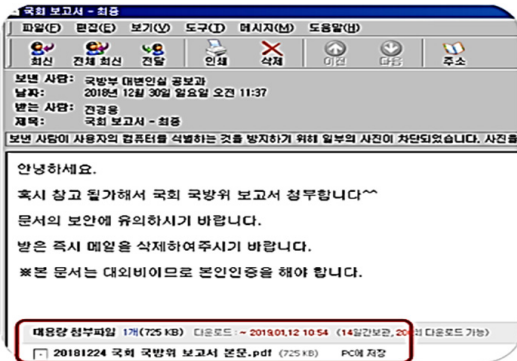 국회 보고서 - 최종
파일(F) 편집(E) 보기(V) 도구(T) 메시지(M) 도움말(H)
회신 전체 회신 전달 인쇄 삭제 이전 다음 주소
보낸 사람: 국방부 대변인실 공보과
날짜: 2018년 12월 30일 일요일 오전 11:37
받는 사람: 전경웅
제목: 국회 보고서 - 최종
보낸 사람이 사용자의 컴퓨터를 식별하는 것을 방지하기 위해 일부의 사진이 차단되었습니다. 사진을
안녕하세요.
혹시 참고 될가해서 국회 국방위 보고서 첨부합니다^^
문서의 보안에 유의하시기 바랍니다.
받은 즉시 메일을 삭제하여주시기 바랍니다.
※본 문서는 대외비이므로 본인인증을 해야 합니다.
대용량 첨부파일 1개(725 KB) 다운로드 : ~ 2019.01.12 10:54 (14일간보관, 200회 다운로드 가능)
20181224 국회 국방위 보고서 본문.pdf (725 KB) PC에 저장